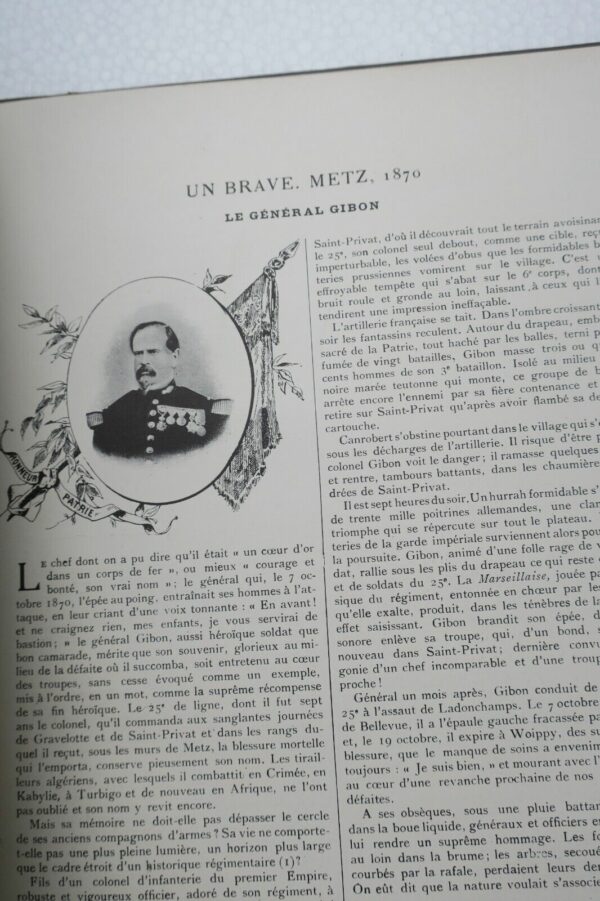 UN BRAVE. METZ, 1870
LE GÉNÉRAL GIBON
HONNEUR
PATRIE
LE chef dont on a pu dire qu'il était « un cœur d'or
dans un corps de fer », ou mieux « courage et
bonté, son vrai nom » ; le général qui, le 7 oc-
tobre 1870, l'épée au poing, entraînait ses hommes à l'at-
taque, en leur criant d'une voix tonnante : « En avant !
et ne craignez rien, mes enfants, je vous servirai de
bastion ; » le général Gibon, aussi héroïque soldat que
bon camarade, mérite que son souvenir, glorieux au mi-
lieu de la défaite où il succomba, soit entretenu au cœur
des troupes, sans cesse évoqué comme un exemple,
mis à l'ordre, en un mot, comme la suprême récompense
de sa fin héroïque. Le 25e de ligne, dont il fut sept
ans le colonel, qu'il commanda aux sanglantes journées
de Gravelotte et de Saint-Privat et dans les rangs du-
quel il reçut, sous les murs de Metz, la blessure mortelle
qui l'emporta, conserve pieusement son nom. Les tirail-
leurs algériens, avec lesquels il combattit en Crimée, en
Kabylie, à Turbigo et de nouveau en Afrique, ne l'ont
pas oublié et son nom y revit encore.
Mais sa mémoire ne doit-elle pas dépasser le cercle
de ses anciens compagnons d'armes ? Sa vie ne comporte-
t-elle pas une plus pleine lumière, un horizon plus large
que le cadre étroit d'un historique régimentaire (1) ?
Fils d'un colonel d'infanterie du premier Empire,
robuste et vigoureux officier, adoré de son régiment, à
Saint-Privat, d'où il découvrait tout le terrain avoisinan
le 25e, son colonel seul debout, comme une cible, reç
imperturbable, les volées d'obus que les formidables b
teries prussiennes vomirent sur le village. C'est u
effroyable tempête qui s'abat sur le 6e corps, dont
bruit roule et gronde au loin, laissant à ceux qui l
tendirent une impression ineffaçable.
L'artillerie française se tait. Dans l'ombre croissant
soir les fantassins reculent. Autour du drapeau, emb
sacré de la Patrie, tout haché par les balles, terni p
fumée de vingt batailles, Gibon masse trois ou q
cents hommes de son 3e bataillon. Isolé au milieu
noire marée teutonne qui monte, ce groupe de b
arrête encore l'ennemi par sa fière contenance et
retire sur Saint-Privat qu'après avoir flambé sa de
cartouche.
Canrobert s'obstine pourtant dans le village qui s'é
sous les décharges de l'artillerie. Il risque d'être p
colonel Gibon voit le danger ; il ramasse quelques
et rentre, tambours battants, dans les chaumière
drées de Saint-Privat.
Il est sept heures du soir. Un hurrah formidable s'
de trente mille poitrines allemandes, une clar
triomphe qui se répercute sur tout le plateau.
teries de la garde impériale surviennent alors pou
la poursuite. Gibon, animé d'une folle rage de v
dat, rallie sous les plis du drapeau ce qui reste
et de soldats du 25e. La Marseillaise, jouée pa
sique du régiment, entonnée en chœur par les
qu'elle exalte, produit, dans les ténèbres de la
effet saisissant. Gibon brandit son épée, d
sonore enlève sa troupe, qui, d'un bond, s
nouveau dans Saint-Privat ; dernière convu
gonie d'un chef incomparable et d'une troup
proche !
Général un mois après, Gibon conduit de
25e à l'assaut de Ladonchamps. Le 7 octobre
de Bellevue, il a l'épaule gauche fracassée pa
et, le 19 octobre, il expire à Woippy, des su
blessure, que le manque de soins a envenim
toujours : « Je suis bien, » et mourant avec l'
au cœur d'une revanche prochaine de nos
défaites.
A ses obsèques, sous une pluie battan
dans la boue liquide, généraux et officiers en
lui rendre un suprême hommage. Les fo
au loin dans la brume ; les arbres, secoué
courbés par la rafale, perdaient leurs der
On eût dit que la nature voulait s'associe